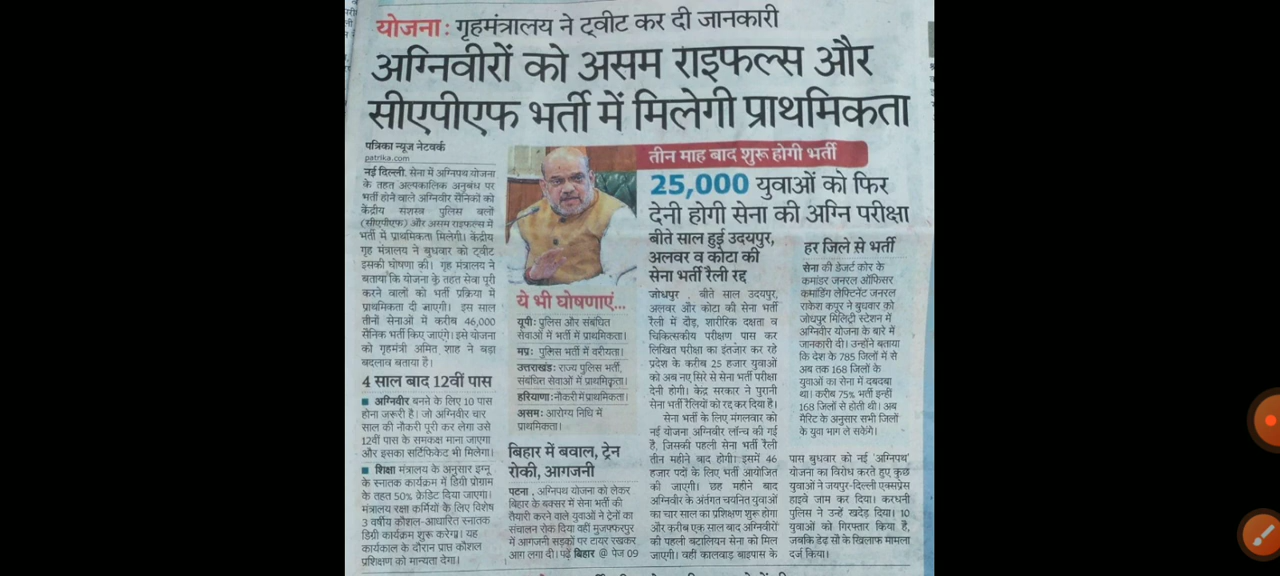 योजना: गृहमंत्रालय ने ट्वीट कर दी जानकारी
अग्निवीरों को असम राइफल्स और
सीएपीएफ भर्ती में मिलेगी प्राथमिकता
पत्रिका न्यूज नेटवर्क
patrika.com
नई दिल्ली. सेना में अग्निपथ योजना
के तहत अल्पकालिक अनुबंध पर
भर्ती होने वाले अग्निवीर सैनिकों को
केंद्रीय सशस्त्र पुलिस बलों
(सीएपीएफ) और असम राइफल्स में
भर्ती में प्राथमिकता मिलेगी। केंद्रीय
गृह मंत्रालय ने बुधवार को ट्वीट
इसकी घोषणा की। गृह मंत्रालय ने
बताया कि योजना के तहत सेवा पूरी
करने वालों को भर्ती प्रक्रिया में
प्राथमिकता दी जाएगी। इस साल
तीनों सेनाओं में करीब 46,000
सैनिक भर्ती किए जाएंगे। इसे योजना
को गृहमंत्री अमित शाह ने बड़ा
बदलाव बताया है।
4 साल बाद 12वीं पास
■ अग्निवीर बनने के लिए 10 पास
होना जरूरी है। जो अग्निवीर चार
साल की नौकरी पूरी कर लेगा उसे
12वीं पास के समकक्ष माना जाएगा
और इसका सर्टिफिकेट भी मिलेगा।
■ शिक्षा मंत्रालय के अनुसार इग्नू
के स्नातक कार्यक्रम में डिग्री प्रोग्राम
के तहत 50% क्रेडिट दिया जाएगा।
मंत्रालय रक्षा कर्मियों के लिए विशेष
3 वर्षीय कौशल-आधारित स्नातक
डिग्री कार्यक्रम शुरू करेगा। यह
कार्यकाल के दौरान प्राप्त कौशल
प्रशिक्षण को मान्यता देगा।
ये भी घोषणाएं...
यूपी: पुलिस और संबंधित
सेवाओं में भर्ती में प्राथमिकता।
मप्र: पुलिस भर्ती में वरीयता।
उत्तराखंड: राज्य पुलिस भर्ती,
संबंधित सेवाओं में प्राथमिकता।
हरियाणा: नौकरी में प्राथमिकता।
असम: आरोग्य निधि में
प्राथमिकता।
बिहार में बवाल, ट्रेन
रोकी, आगजनी
पटना . अग्निपथ योजना को लेकर
बिहार के बक्सर में सेना भर्ती की
तैयारी करने वाले युवाओं ने ट्रेनों का
संचालन रोक दिया वहीं मुजफ्फरपुर
में आगजनी सड़कों पर टायर रखकर
आग लगा दी। पढ़ें बिहार @ पेज 09
तीन माह बाद शुरू होगी भर्ती
25,000 युवाओं को फिर
देनी होगी सेना की अग्नि परीक्षा
बीते साल हुई उदयपुर,
अलवर व कोटा की
सेना भर्ती रैली रद्द
जोधपुर . बीते साल उदयपुर,
अलवर और कोटा की सेना भर्ती
रैली में दौड़, शारीरिक दक्षता व
चिकित्सकीय परीक्षण पास कर
लिखित परीक्षा का इंतजार कर रहे
प्रदेश के करीब 25 हजार युवाओं
को अब नए सिरे से सेना भर्ती परीक्षा
देनी होगी। केंद्र सरकार ने पुरानी
सेना भर्ती रैलियों को रद्द कर दिया है।
सेना भर्ती के लिए मंगलवार को
नई योजना अग्निवीर लॉन्च की गई
है, जिसकी पहली सेना भर्ती रैली
तीन महीने बाद होगी। इसमें 46
हजार पदों के लिए भर्ती आयोजित
की जाएगी। छह महीने बाद
अग्निवीर के अंतर्गत चयनित युवाओं
का चार साल का प्रशिक्षण शुरू होगा
और करीब एक साल बाद अग्निवीरों
की पहली बटालियन सेना को मिल
जाएगी। वहीं कालवाड़ बाइपास के
हर जिले से भर्ती
सेना की डेजर्ट कोर के
कमांडर जनरल ऑफिसर
कमांडिंग लेफ्टिनेंट जनरल
राकेश कपूर ने बुधवार को
जोधपुर मिलिट्री स्टेशन में
अग्निवीर योजना के बारे में
जानकारी दी। उन्होंने बताया
कि देश के 785 जिलों में से
अब तक 168 जिलों के
युवाओं का सेना में दबदबा
था। करीब 75% भर्ती इन्हीं
168 जिलों से होती थी। अब
मैरिट के अनुसार सभी जिलों
के युवा भाग ले सकेंगे।
पास बुधवार को नई 'अग्निपथ'
योजना का विरोध करते हुए कुछ
युवाओं ने जयपुर-दिल्ली एक्सप्रेस
हाइवे जाम कर दिया। करधनी
पुलिस ने उन्हें खदेड़ दिया। 10
युवाओं को गिरफ्तार किया है,
जबकि डेढ़ सौ के खिलाफ मामला
दर्ज किया।